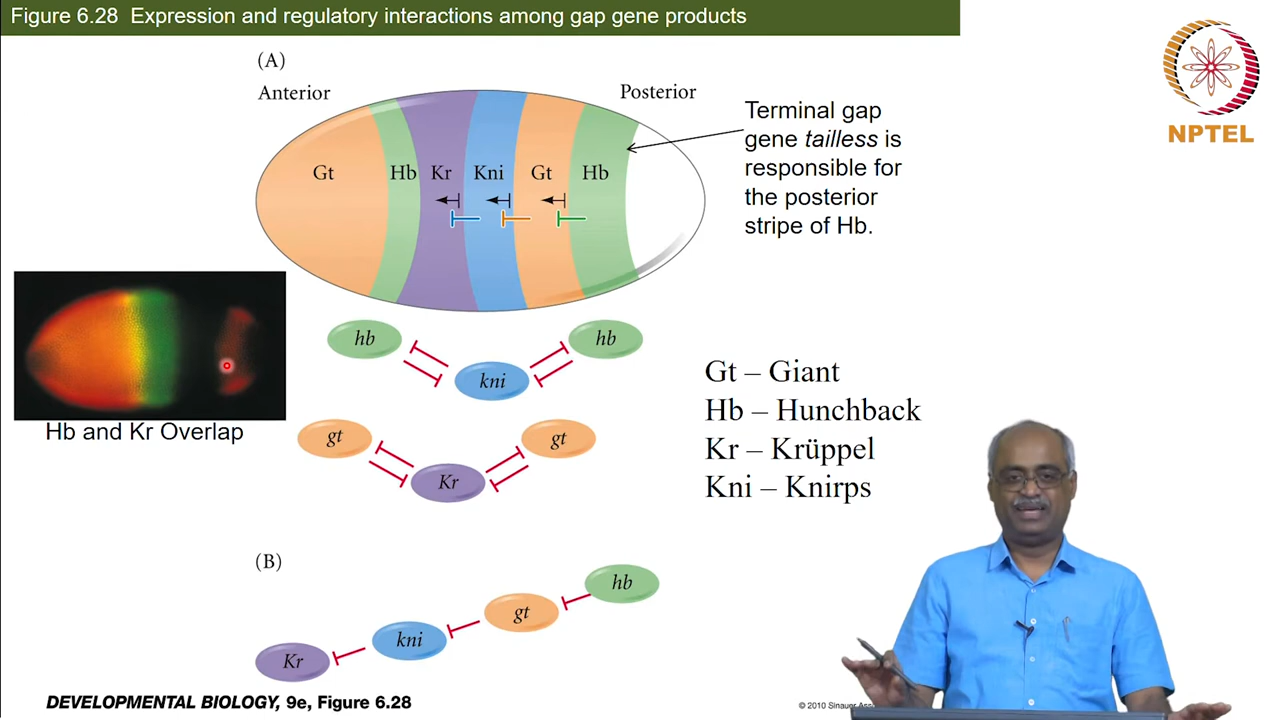 Figure 6.28 Expression and regulatory interactions among gap gene products
NPTEL
(A)
Anterior
Posterior
Gt
Hb
Kr
Kni
Gt
Hb
Terminal gap
gene tailless is
responsible for
the posterior
stripe of Hb.
hb
hb
kni
Hb and Kr Overlap
gt
gt
Kr
Gt – Giant
Hb – Hunchback
Kr – Krüppel
Kni – Knirps
(B)
hb
gt
kni
Kr
DEVELOPMENTAL BIOLOGY, 9e, Figure 6.28
© 2010 Sinauer